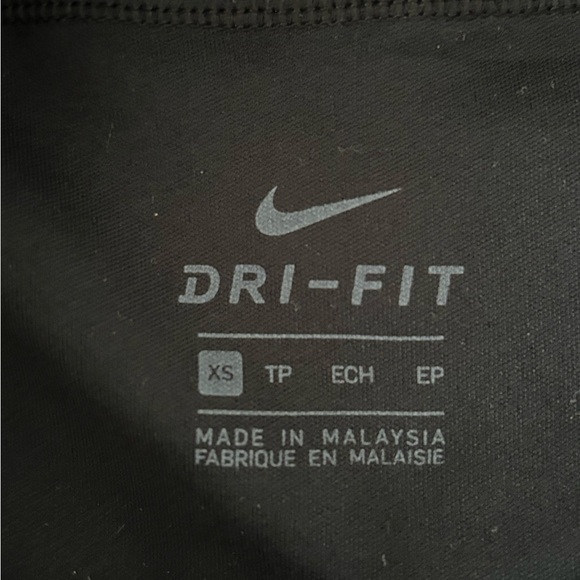 DRI-FIT
XS TP ECH EP
MADE IN MALAYSIA
FABRIQUE EN MALAISIE